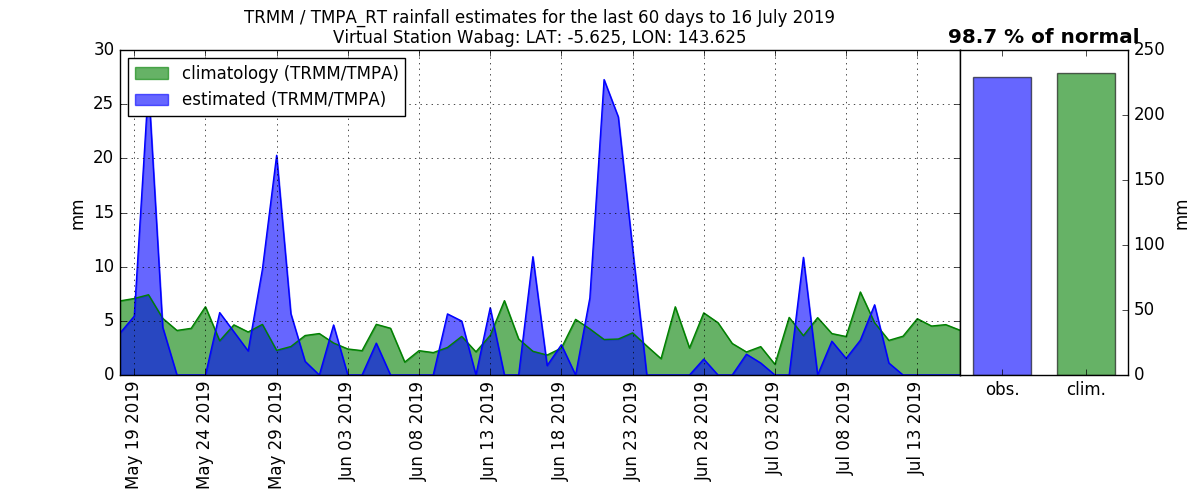 TRMM / TMPA_RT rainfall estimates for the last 60 days to 16 July 2019
Virtual Station Wabag: LAT: -5.625, LON: 143.625
98.7 % of normal
climatology (TRMM/TMPA)
estimated (TRMM/TMPA)
30
25
20
15
10
5
0
mm
May 19 2019
May 24 2019
May 29 2019
Jun 03 2019
Jun 08 2019
Jun 13 2019
Jun 18 2019
Jun 23 2019
Jun 28 2019
Jul 03 2019
Jul 08 2019
Jul 13 2019
obs.
clim.
250
200
150
100
50
0
mm